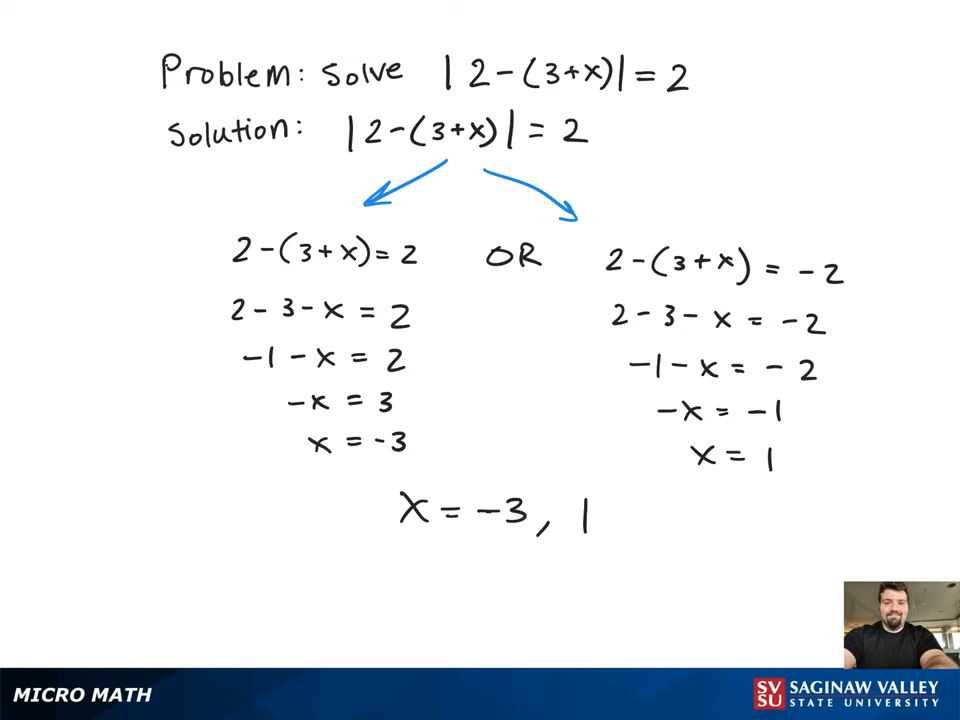 Problem: Solve |2-(3+x)|=2
Solution: |2-(3+x)|=2
2-(3+x)=2 OR 2-(3+x)=-2
2-3-x=2 2-3-x=-2
-1-x=2 -1-x=-2
-x=3 -x=-1
x=-3 x=1
x=-3, 1
MICRO MATH
SVSU SAGINAW VALLEY
STATE UNIVERSITY